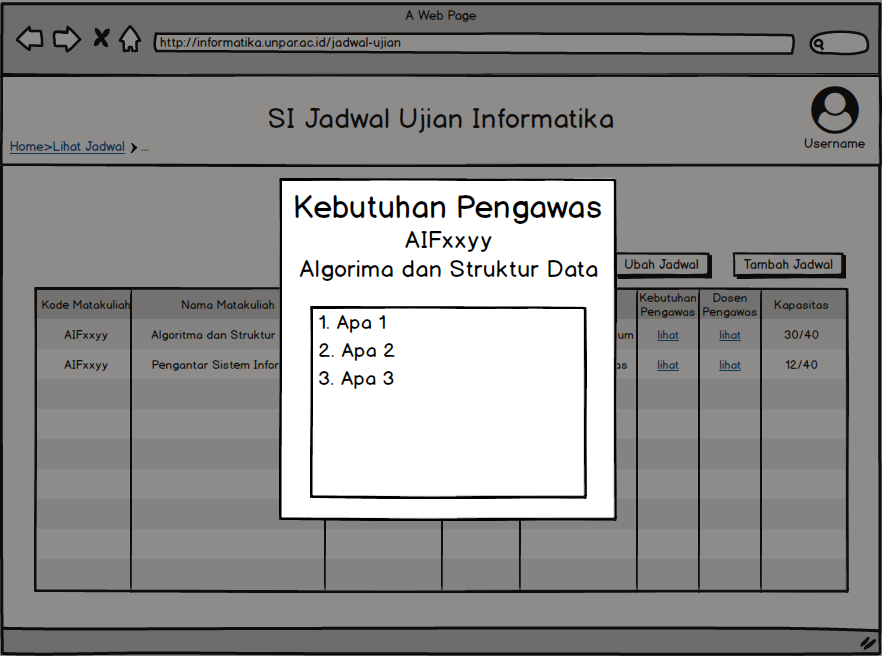 A Web Page
http://informatika.unpar.ac.id/jadwal-ujian
SI Jadwal Ujian Informatika
Username
Home>Lihat Jadwal ...
Kebutuhan Pengawas
AIFxxyy
Algorima dan Struktur Data
1. Apa 1
2. Apa 2
3. Apa 3
Ubah Jadwal
Tambah Jadwal
Kode Matakuliah Nama Matakuliah Kebutuhan Pengawas Dosen Pengawas Kapasitas
AIFxxyy Algoritma dan Struktur um lihat lihat 30/40
AIFxxyy Pengantar Sistem Infor as lihat lihat 12/40